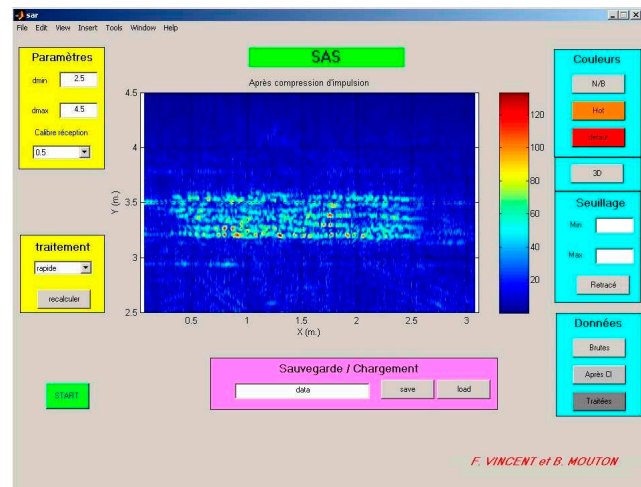 sar
File Edit View Insert Tools Window Help
Paramètres
dmin 2.5
dmax 4.5
Calibre réception
0.5
traitement
rapide
recalculer
START
SAS
Après compression d'impulsion
4.5
4
3.5
3
2.5
Y (m.)
0.5 1 1.5 2 2.5 3
X (m.)
120
100
80
60
40
20
Sauvegarde / Chargement
data save load
Couleurs
N/B
Hot
3D
Seuillage
Min
Max
Retracé
Données
Brutes
Après CI
Traitées
F. VINCENT et B. MOUTON